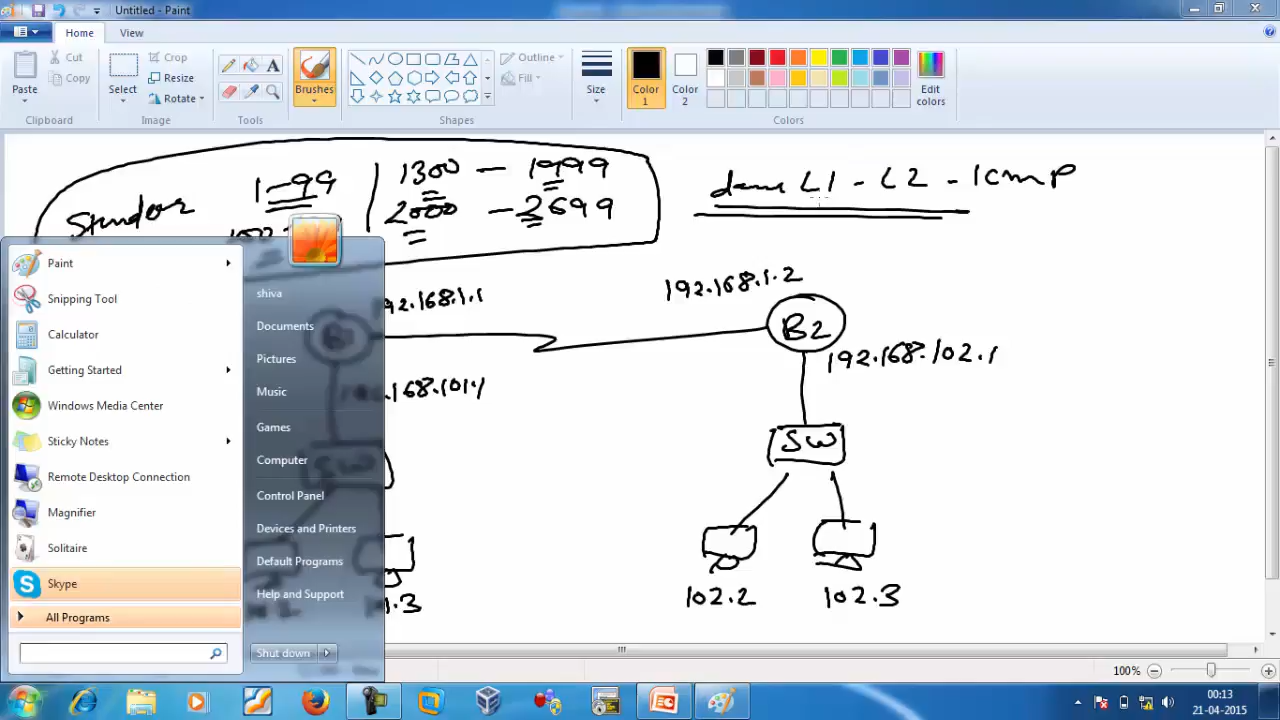 Untitled - Paint
Home View
Paste
Cut
Copy
Clipboard
Select
Crop
Resize
Rotate
Image
Tools
Brushes
Shapes
Outline
Fill
Size
Color 1
Color 2
Edit colors
Colors
1-99 1300 - 1999
2000 - 2699
L1 - L2 - ICMP
192.168.1.2
92.168.1.1
B2
192.168.102.1
.168.101.1
SW
SW
102.2 102.3
.3
Paint
Snipping Tool
Calculator
Getting Started
Windows Media Center
Sticky Notes
Remote Desktop Connection
Magnifier
Solitaire
Skype
All Programs
shiva
Documents
Pictures
Music
Games
Computer
Control Panel
Devices and Printers
Default Programs
Help and Support
Shut down
100%
00:13
21-04-2015